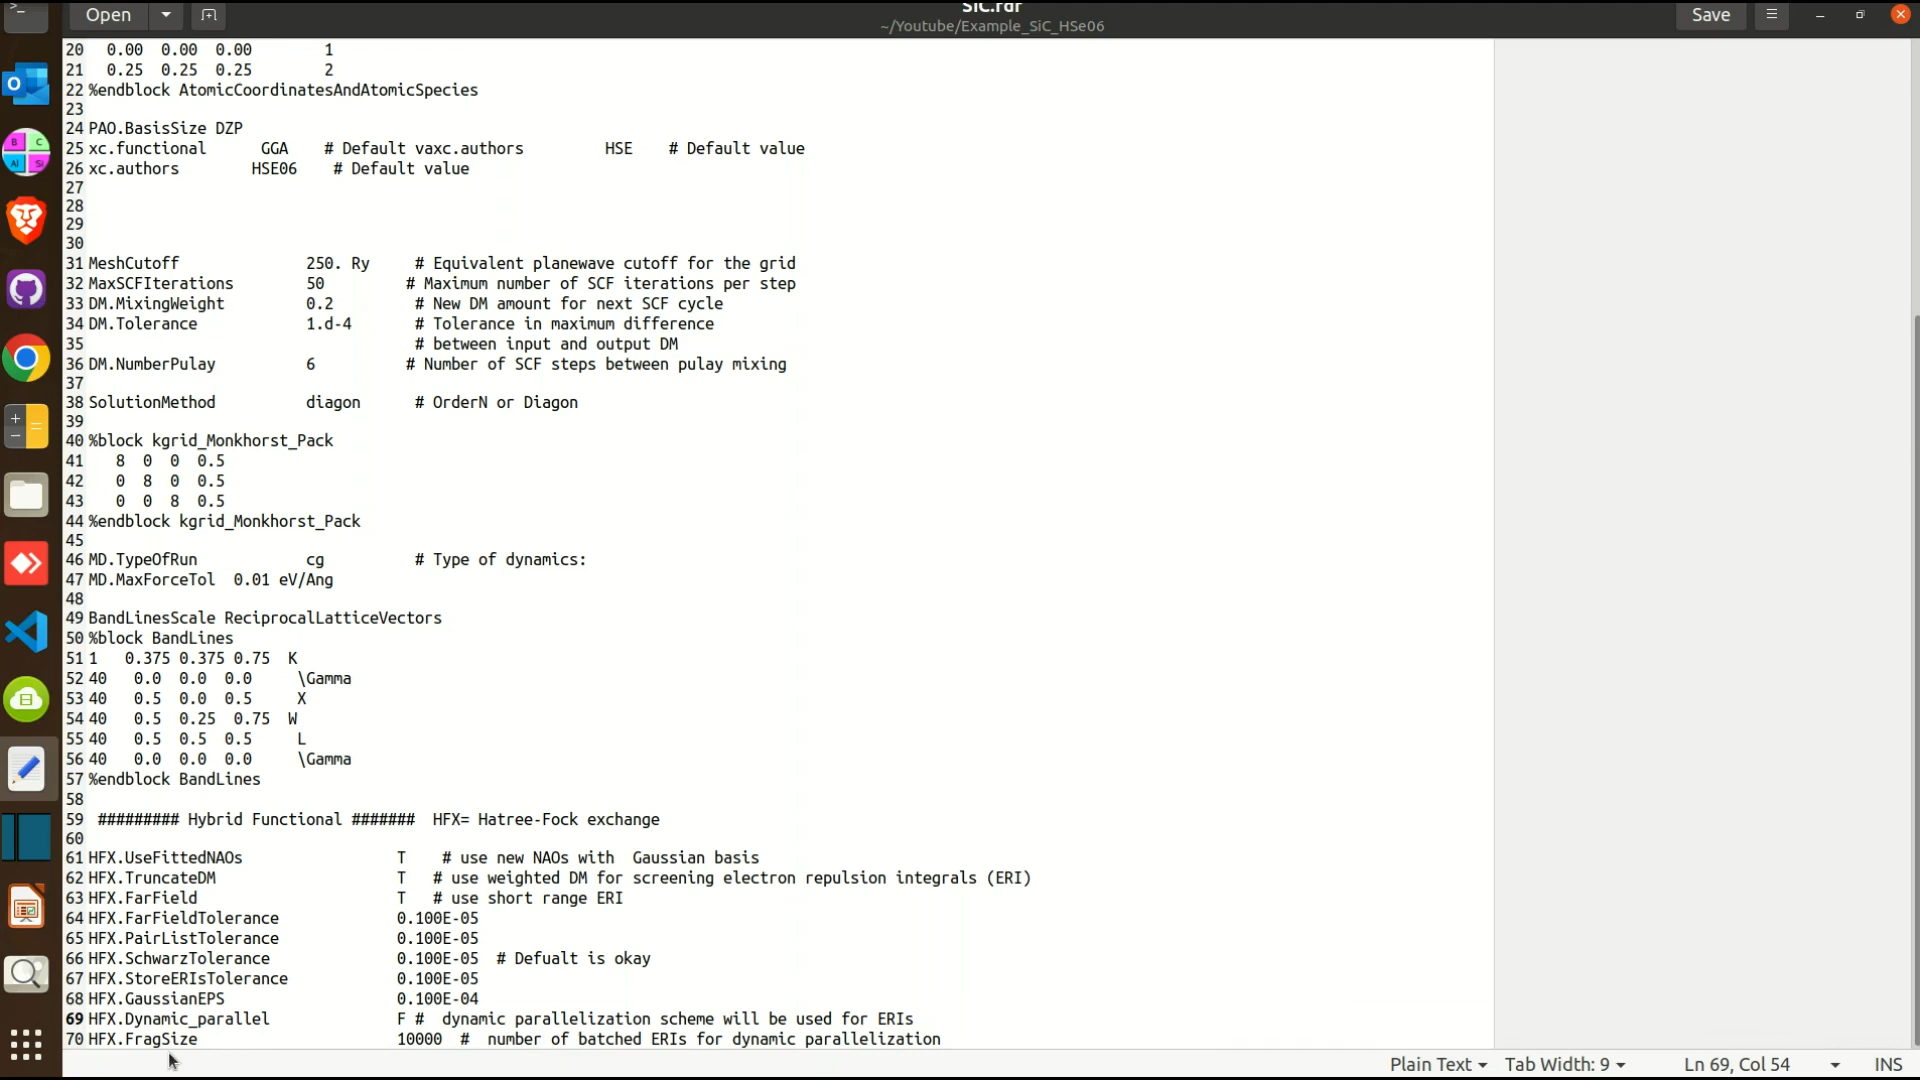 Open
SiC.fdf
~/Youtube/Example_SiC_HSe06
Save
20 0.00 0.00 0.00 1
21 0.25 0.25 0.25 2
22 %endblock AtomicCoordinatesAndAtomicSpecies
23
24 PAO.BasisSize DZP
25 xc.functional GGA # Default vaxc.authors HSE # Default value
26 xc.authors HSE06 # Default value
27
28
29
30
31 MeshCutoff 250. Ry # Equivalent planewave cutoff for the grid
32 MaxSCFIterations 50 # Maximum number of SCF iterations per step
33 DM.MixingWeight 0.2 # New DM amount for next SCF cycle
34 DM.Tolerance 1.d-4 # Tolerance in maximum difference
35 # between input and output DM
36 DM.NumberPulay 6 # Number of SCF steps between pulay mixing
37
38 SolutionMethod diagon # OrderN or Diagon
39
40 %block kgrid_Monkhorst_Pack
41 8 0 0 0.5
42 0 8 0 0.5
43 0 0 8 0.5
44 %endblock kgrid_Monkhorst_Pack
45
46 MD.TypeOfRun cg # Type of dynamics:
47 MD.MaxForceTol 0.01 eV/Ang
48
49 BandLinesScale ReciprocalLatticeVectors
50 %block BandLines
51 1 0.375 0.375 0.75 K
52 40 0.0 0.0 0.0 \Gamma
53 40 0.5 0.0 0.5 X
54 40 0.5 0.25 0.75 W
55 40 0.5 0.5 0.5 L
56 40 0.0 0.0 0.0 \Gamma
57 %endblock BandLines
58
59 ######### Hybrid Functional ####### HFX= Hatree-Fock exchange
60
61 HFX.UseFittedNAOs T # use new NAOs with Gaussian basis
62 HFX.TruncateDM T # use weighted DM for screening electron repulsion integrals (ERI)
63 HFX.FarField T # use short range ERI
64 HFX.FarFieldTolerance 0.100E-05
65 HFX.PairListTolerance 0.100E-05
66 HFX.SchwarzTolerance 0.100E-05 # Defualt is okay
67 HFX.StoreERIsTolerance 0.100E-05
68 HFX.GaussianEPS 0.100E-04
69 HFX.Dynamic_parallel F # dynamic parallelization scheme will be used for ERIs
70 HFX.FragSize 10000 # number of batched ERIs for dynamic parallelization
Plain Text Tab Width: 9 Ln 69, Col 54 INS